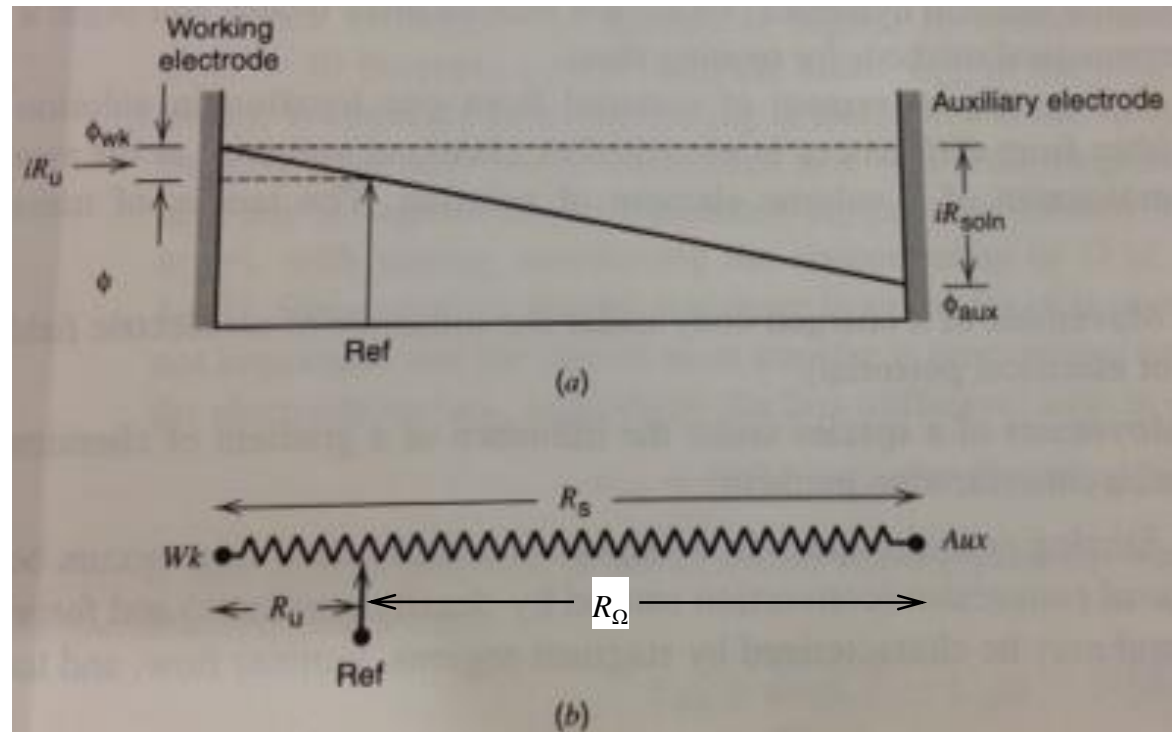 Working
electrode
Auxiliary electrode
ϕwk
iRu
iRsoln
ϕ
ϕaux
Ref
(a)
Rs
Wk
Aux
Ru
RΩ
Ref
(b)